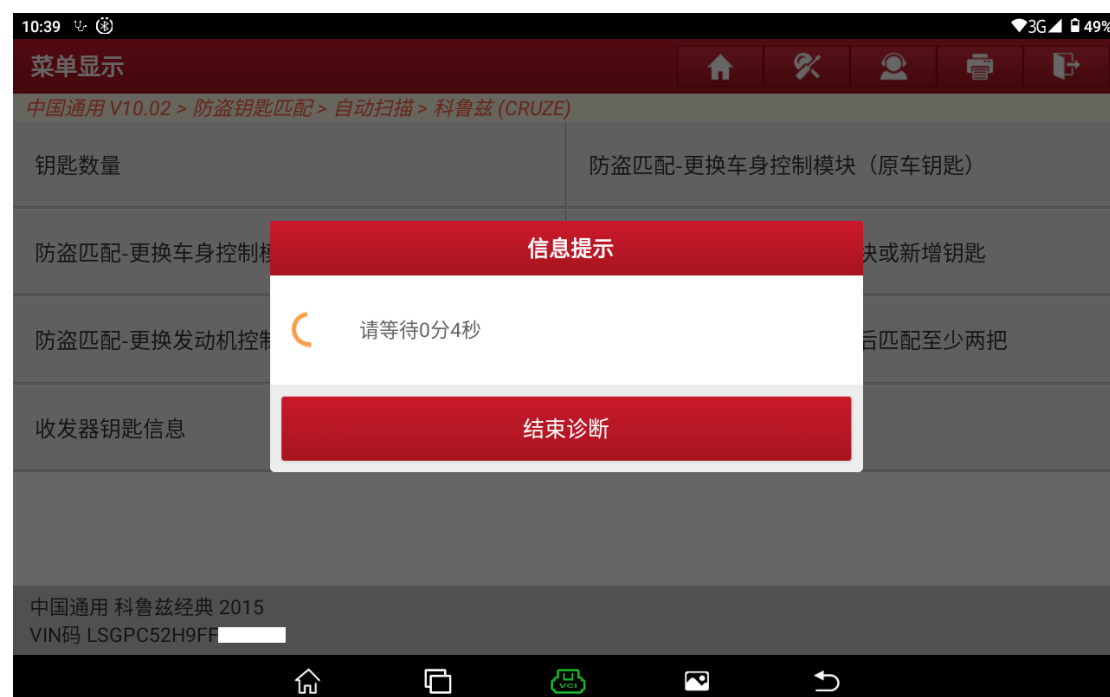 10:39
3G 49%
菜单显示
中国通用 V10.02 > 防盗钥匙匹配 > 自动扫描 > 科鲁兹 (CRUZE)
钥匙数量
防盗匹配-更换车身控制模块（原车钥匙）
防盗匹配-更换车身控制
块或新增钥匙
防盗匹配-更换发动机控制
后匹配至少两把
收发器钥匙信息
信息提示
请等待0分4秒
结束诊断
中国通用 科鲁兹经典 2015
VIN码 LSGPC52H9FF
VCI